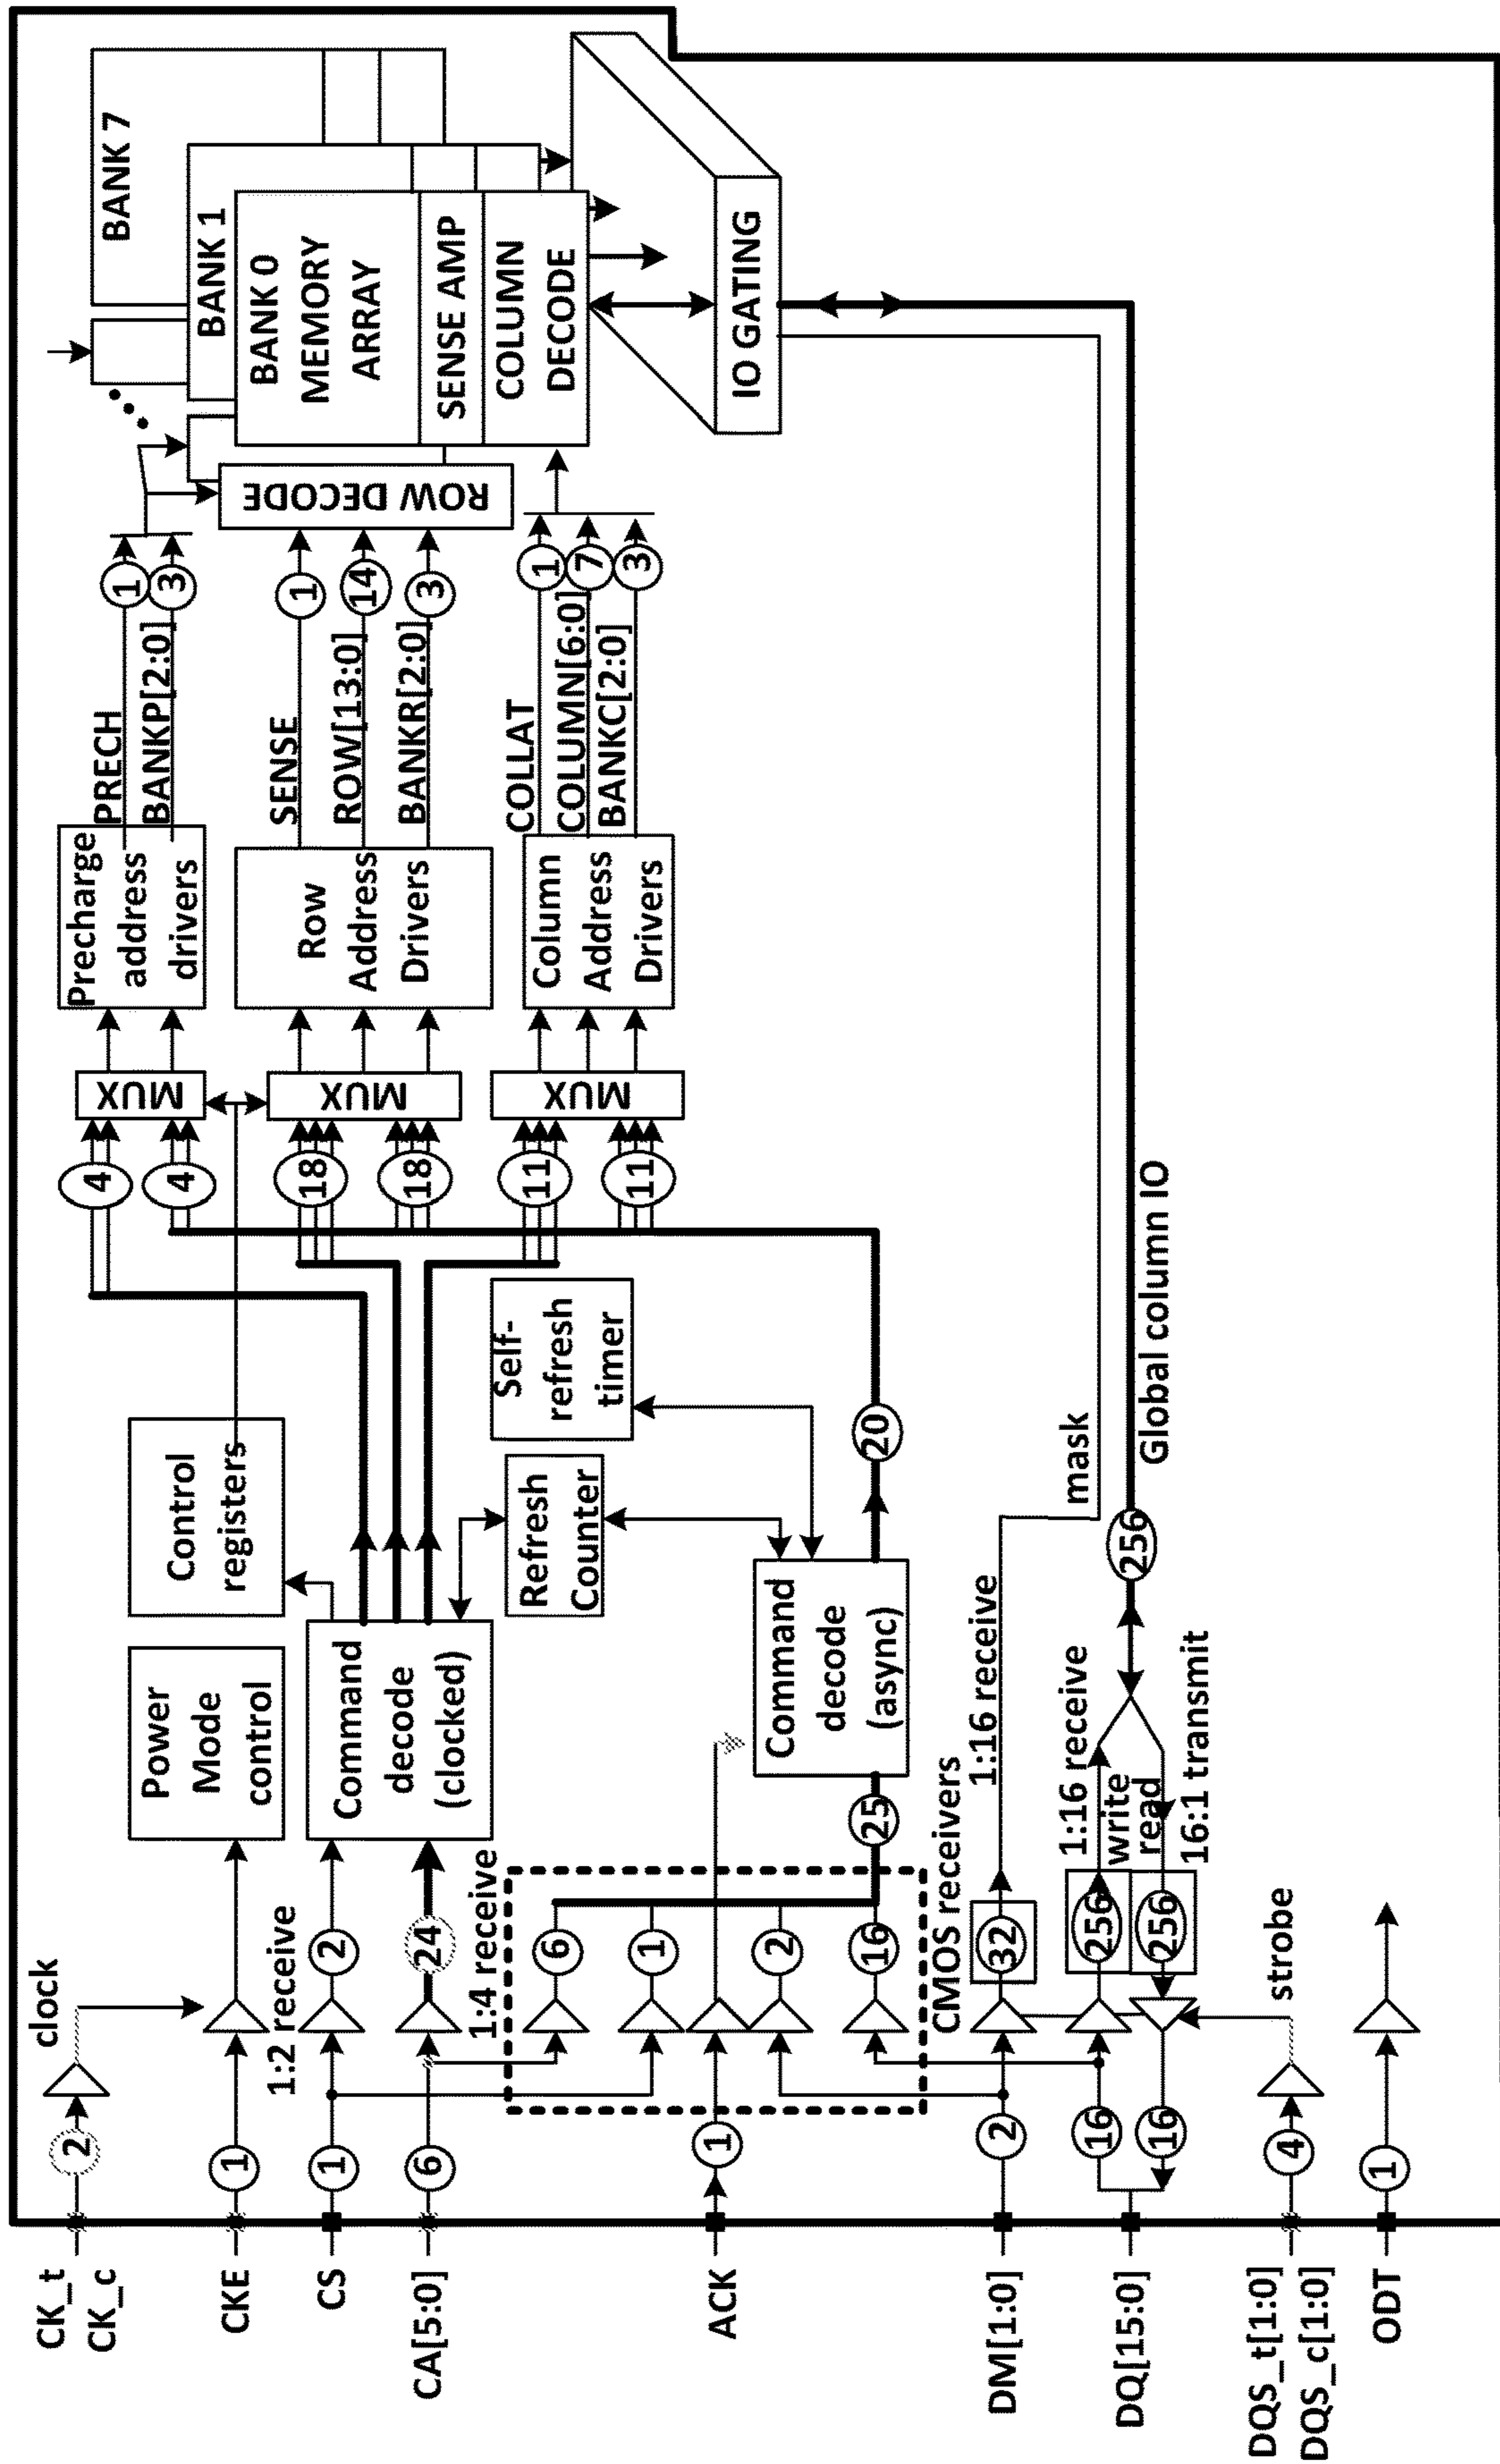 CK_t
CK_c
2
clock
CKE
1
Power
Mode
control
Control
registers
CS
1
1:2 receive
2
CA[5:0]
6
24
1:4 receive
Command
decode
(clocked)
Refresh
Counter
Self-
refresh
timer
ACK
1
6
1
2
16
CMOS receivers
25
Command
decode
(async)
20
4
4
MUX
18
18
MUX
11
11
MUX
Precharge
address
drivers
PRECH
1
BANKP[2:0]
3
Row
Address
Drivers
SENSE
1
ROW[13:0]
14
BANKR[2:0]
3
ROW DECODE
Column
Address
Drivers
COLLAT
1
COLUMN[6:0]
7
BANKC[2:0]
3
BANK 7
BANK 1
BANK 0
MEMORY
ARRAY
SENSE AMP
COLUMN
DECODE
IO GATING
DM[1:0]
2
32
1:16 receive
mask
DQ[15:0]
16
256
1:16 receive
write
read
16
256
16:1 transmit
256
Global column IO
DQS_t[1:0]
DQS_c[1:0]
4
strobe
ODT
1